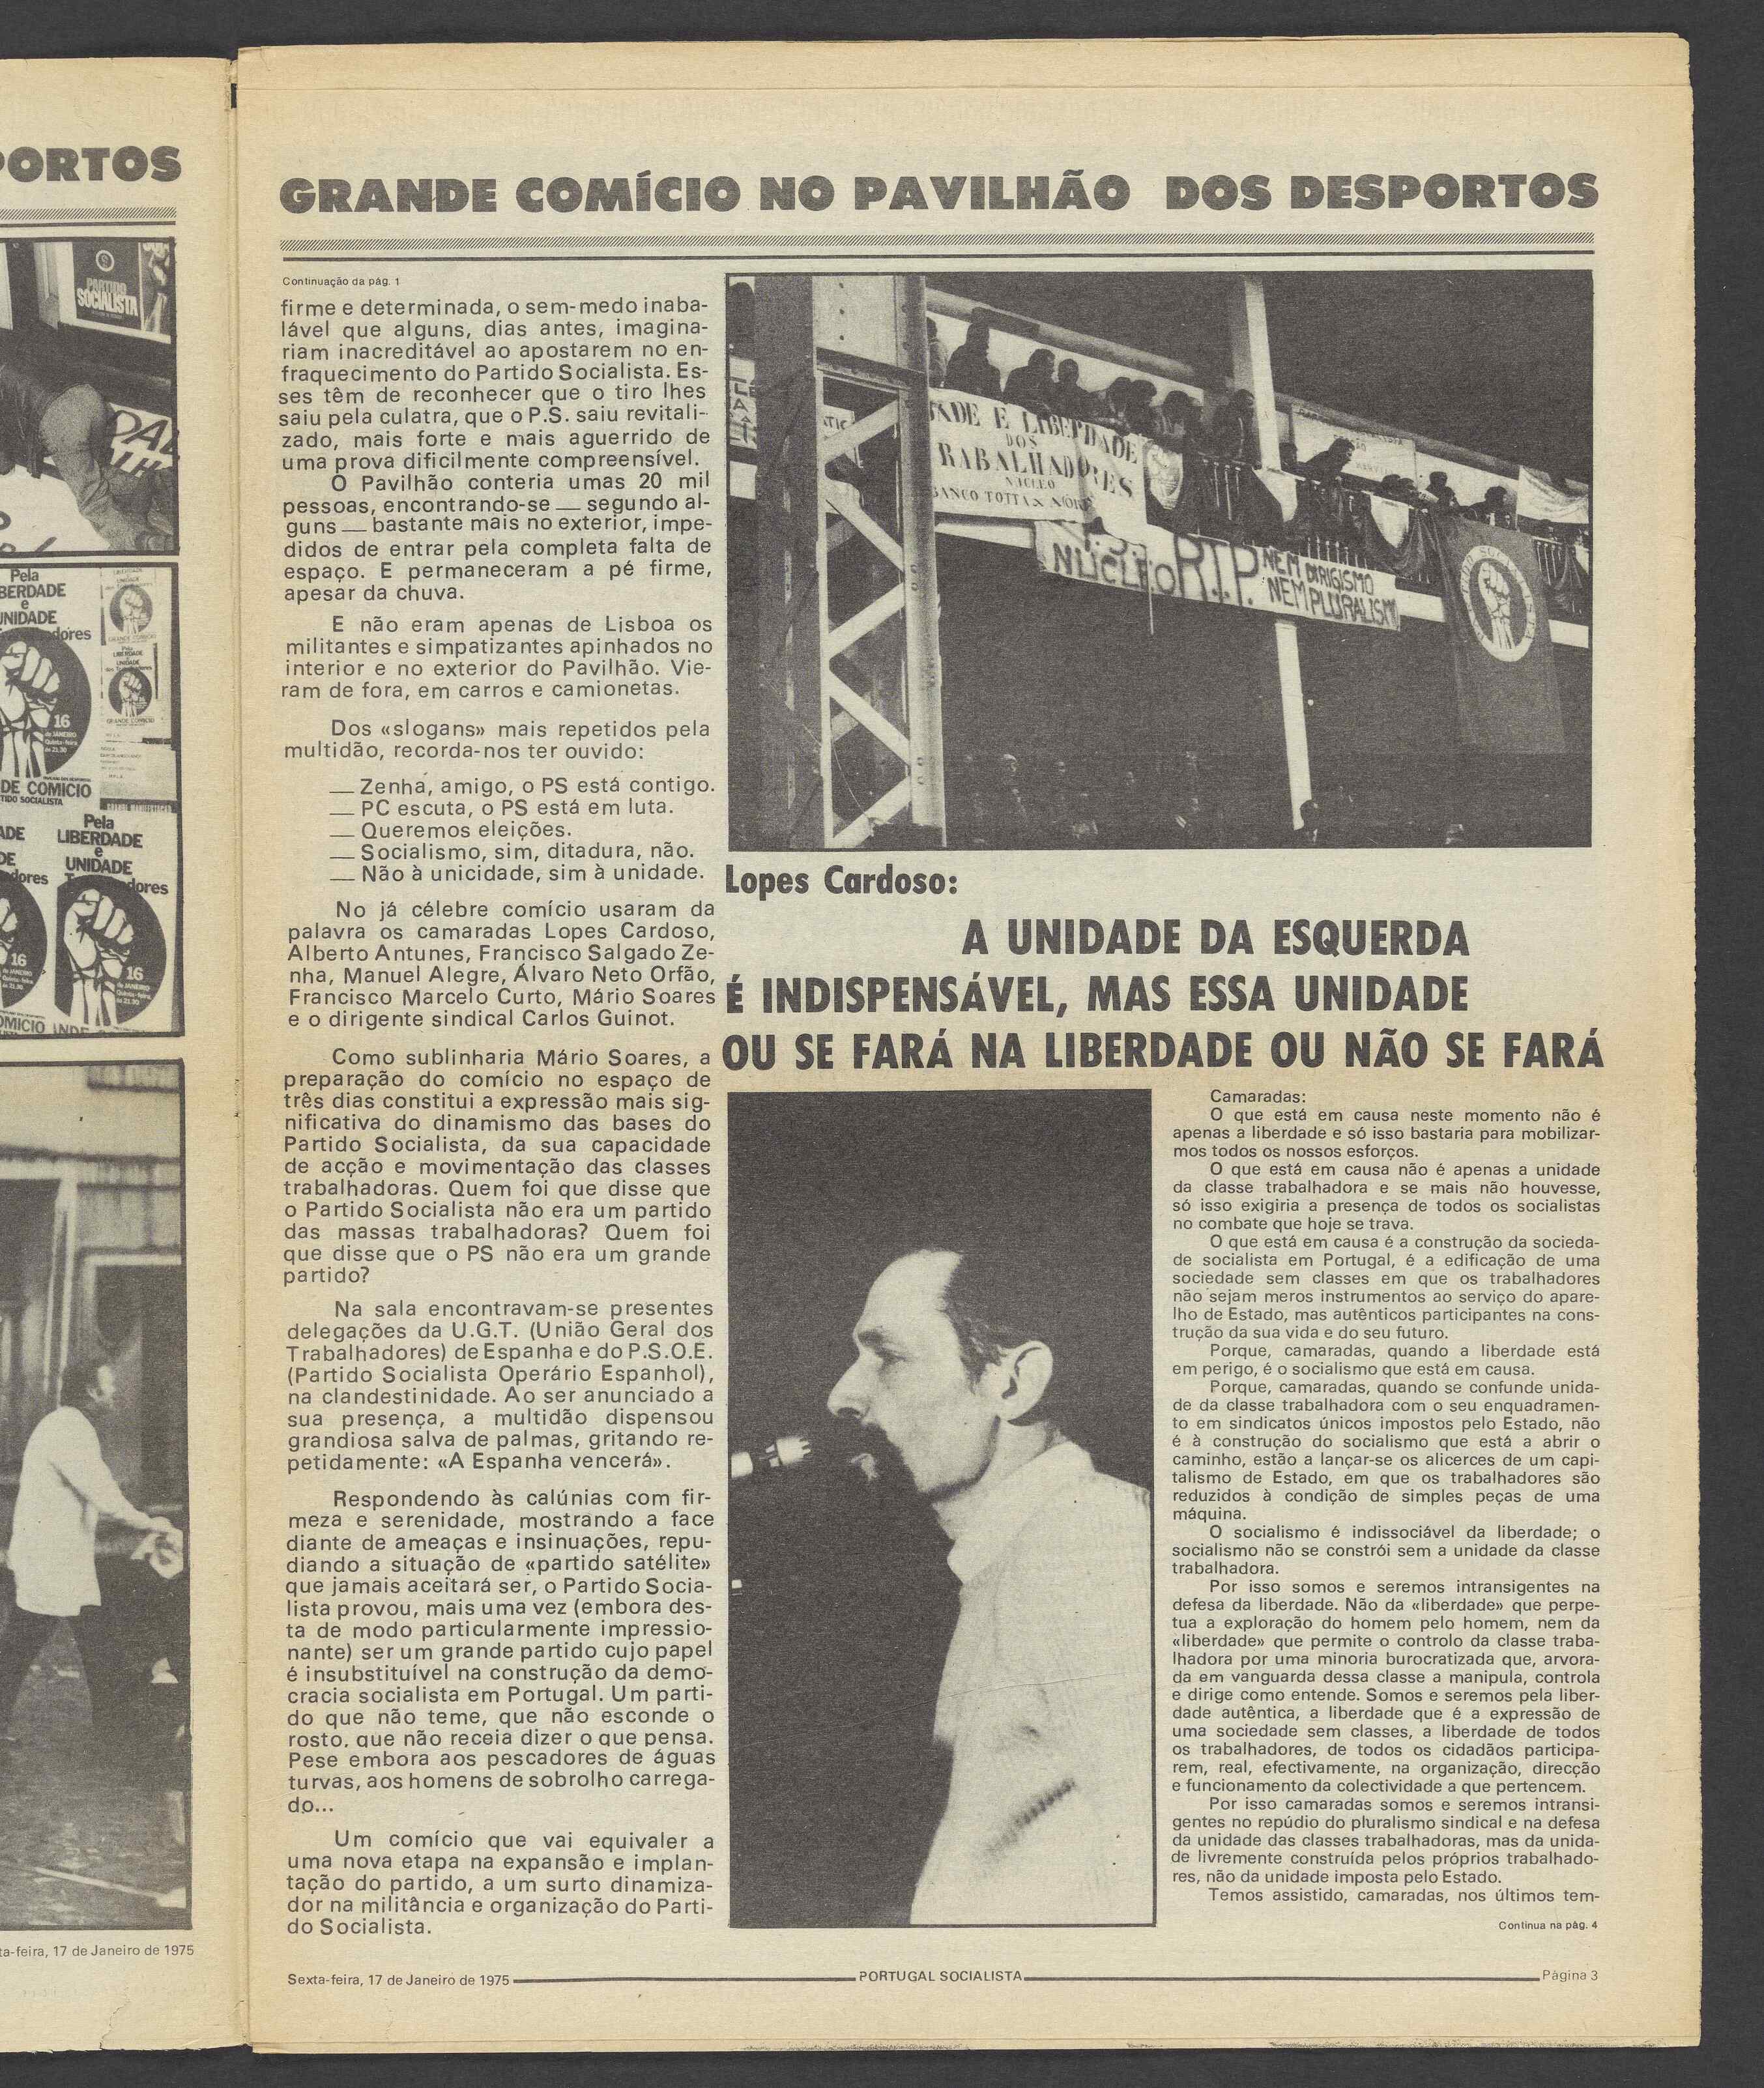 PORTOS
PARTIDO
SOCIALISTA
Pela
BERDADE
e
UNIDADE
dores
16
de JANEIRO
Quinta-feira
às 21.30
DE COMICIO
TIDO SOCIALISTA
Pela
LIBERDADE
e
UNIDADE
dores
16
COMICIO
ta-feira, 17 de Janeiro de 1975
GRANDE COMÍCIO NO PAVILHÃO DOS DESPORTOS
Continuação da pàg. 1
firme e determinada, o sem-medo inaba-
lável que alguns, dias antes, imagina-
riam inacreditável ao apostarem no en-
fraquecimento do Partido Socialista. Es-
ses têm de reconhecer que o tiro lhes
saiu pela culatra, que o P.S. saiu revitali-
zado, mais forte e mais aguerrido de
uma prova dificilmente compreensível.
O Pavilhão conteria umas 20 mil
pessoas, encontrando-se — segundo al-
guns — bastante mais no exterior, impe-
didos de entrar pela completa falta de
espaço. E permaneceram a pé firme,
apesar da chuva.
E não eram apenas de Lisboa os
militantes e simpatizantes apinhados no
interior e no exterior do Pavilhão. Vie-
ram de fora, em carros e camionetas.
Dos «slogans» mais repetidos pela
multidão, recorda-nos ter ouvido:
— Zenha, amigo, o PS está contigo.
— PC escuta, o PS está em luta.
— Queremos eleições.
— Socialismo, sim, ditadura, não.
— Não à unicidade, sim à unidade.
No já célebre comício usaram da
palavra os camaradas Lopes Cardoso,
Alberto Antunes, Francisco Salgado Ze-
nha, Manuel Alegre, Álvaro Neto Orfão,
Francisco Marcelo Curto, Mário Soares
e o dirigente sindical Carlos Guinot.
Como sublinharia Mário Soares, a
preparação do comício no espaço de
três dias constitui a expressão mais sig-
nificativa do dinamismo das bases do
Partido Socialista, da sua capacidade
de acção e movimentação das classes
trabalhadoras. Quem foi que disse que
o Partido Socialista não era um partido
das massas trabalhadoras? Quem foi
que disse que o PS não era um grande
partido?
Na sala encontravam-se presentes
delegações da U.G.T. (União Geral dos
Trabalhadores) de Espanha e do P.S.O.E.
(Partido Socialista Operário Espanhol),
na clandestinidade. Ao ser anunciado a
sua presença, a multidão dispensou
grandiosa salva de palmas, gritando re-
petidamente: «A Espanha vencerá».
Respondendo às calúnias com fir-
meza e serenidade, mostrando a face
diante de ameaças e insinuações, repu-
diando a situação de «partido satélite»
que jamais aceitará ser, o Partido Socia-
lista provou, mais uma vez (embora des-
ta de modo particularmente impressio-
nante) ser um grande partido cujo papel
é insubstituível na construção da demo-
cracia socialista em Portugal. Um parti-
do que não teme, que não esconde o
rosto, que não receia dizer o que pensa.
Pese embora aos pescadores de águas
turvas, aos homens de sobrolho carrega-
do...
Um comício que vai equivaler a
uma nova etapa na expansão e implan-
tação do partido, a um surto dinamiza-
dor na militância e organização do Parti-
do Socialista.
DADE E LIBERDADE
DOS
TRABALHADORES
NUCLEO
BANCO TOTTA
NUCLEO R.T.P.
NEM DIRIGISMO
NEM PLURALISM
Lopes Cardoso:
A UNIDADE DA ESQUERDA
É INDISPENSÁVEL, MAS ESSA UNIDADE
OU SE FARÁ NA LIBERDADE OU NÃO SE FARÁ
Camaradas:
O que está em causa neste momento não é
apenas a liberdade e só isso bastaria para mobilizar-
mos todos os nossos esforços.
O que está em causa não é apenas a unidade
da classe trabalhadora e se mais não houvesse,
só isso exigiria a presença de todos os socialistas
no combate que hoje se trava.
O que está em causa é a construção da socieda-
de socialista em Portugal, é a edificação de uma
sociedade sem classes em que os trabalhadores
não sejam meros instrumentos ao serviço do apare-
lho de Estado, mas autênticos participantes na cons-
trução da sua vida e do seu futuro.
Porque, camaradas, quando a liberdade está
em perigo, é o socialismo que está em causa.
Porque, camaradas, quando se confunde unida-
de da classe trabalhadora com o seu enquadramen-
to em sindicatos únicos impostos pelo Estado, não
é à construção do socialismo que está a abrir o
caminho, estão a lançar-se os alicerces de um capi-
talismo de Estado, em que os trabalhadores são
reduzidos à condição de simples peças de uma
máquina.
O socialismo é indissociável da liberdade; o
socialismo não se constrói sem a unidade da classe
trabalhadora.
Por isso somos e seremos intransigentes na
defesa da liberdade. Não da «liberdade» que perpe-
tua a exploração do homem pelo homem, nem da
«liberdade» que permite o controlo da classe traba-
lhadora por uma minoria burocratizada que, arvora-
da em vanguarda dessa classe a manipula, controla
e dirige como entende. Somos e seremos pela liber-
dade autêntica, a liberdade que é a expressão de
uma sociedade sem classes, a liberdade de todos
os trabalhadores, de todos os cidadãos participa-
rem, real, efectivamente, na organização, direcção
e funcionamento da colectividade a que pertencem.
Por isso camaradas somos e seremos intransi-
gentes no repúdio do pluralismo sindical e na defesa
da unidade das classes trabalhadoras, mas da unida-
de livremente construída pelos próprios trabalhado-
res, não da unidade imposta pelo Estado.
Temos assistido, camaradas, nos últimos tem-
Continua na pàg. 4
Sexta-feira, 17 de Janeiro de 1975
PORTUGAL SOCIALISTA
Página 3